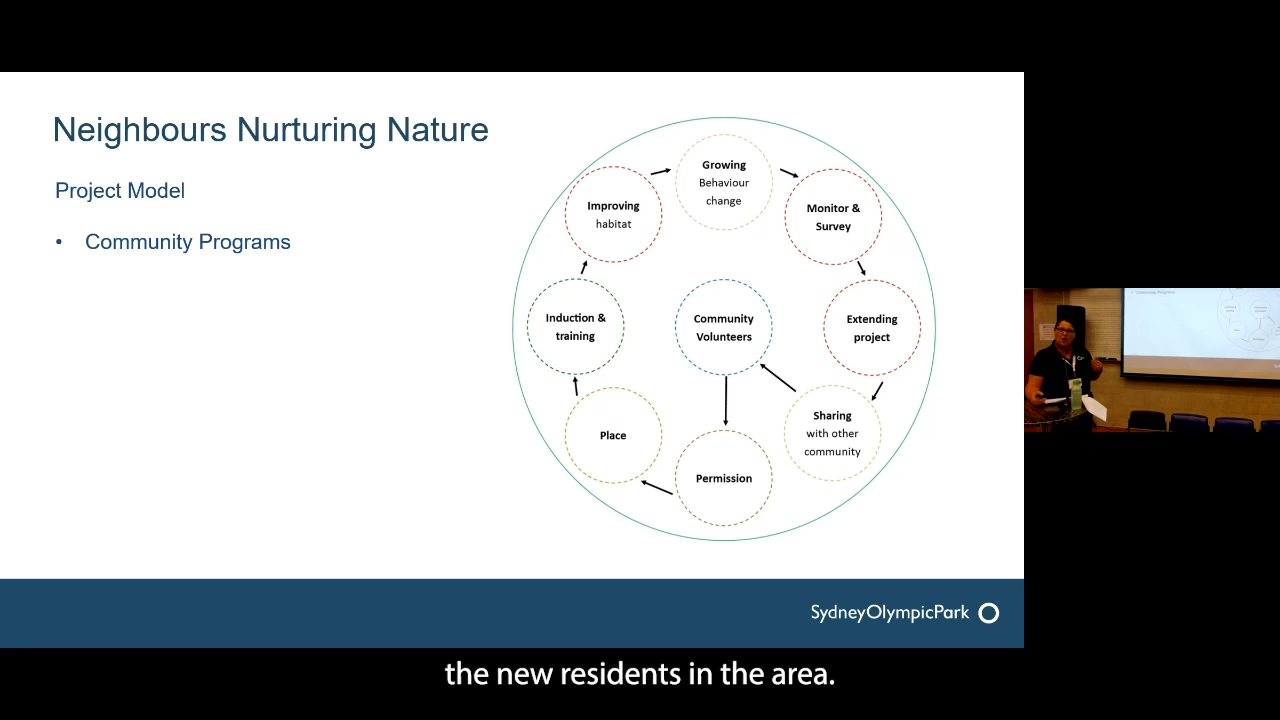 Neighbours Nurturing Nature
Project Model
• Community Programs
Growing
Behaviour
change
Improving
habitat
Monitor &
Survey
Induction &
training
Community
Volunteers
Extending
project
Place
Permission
Sharing
with other
community
SydneyOlympicPark
the new residents in the area.